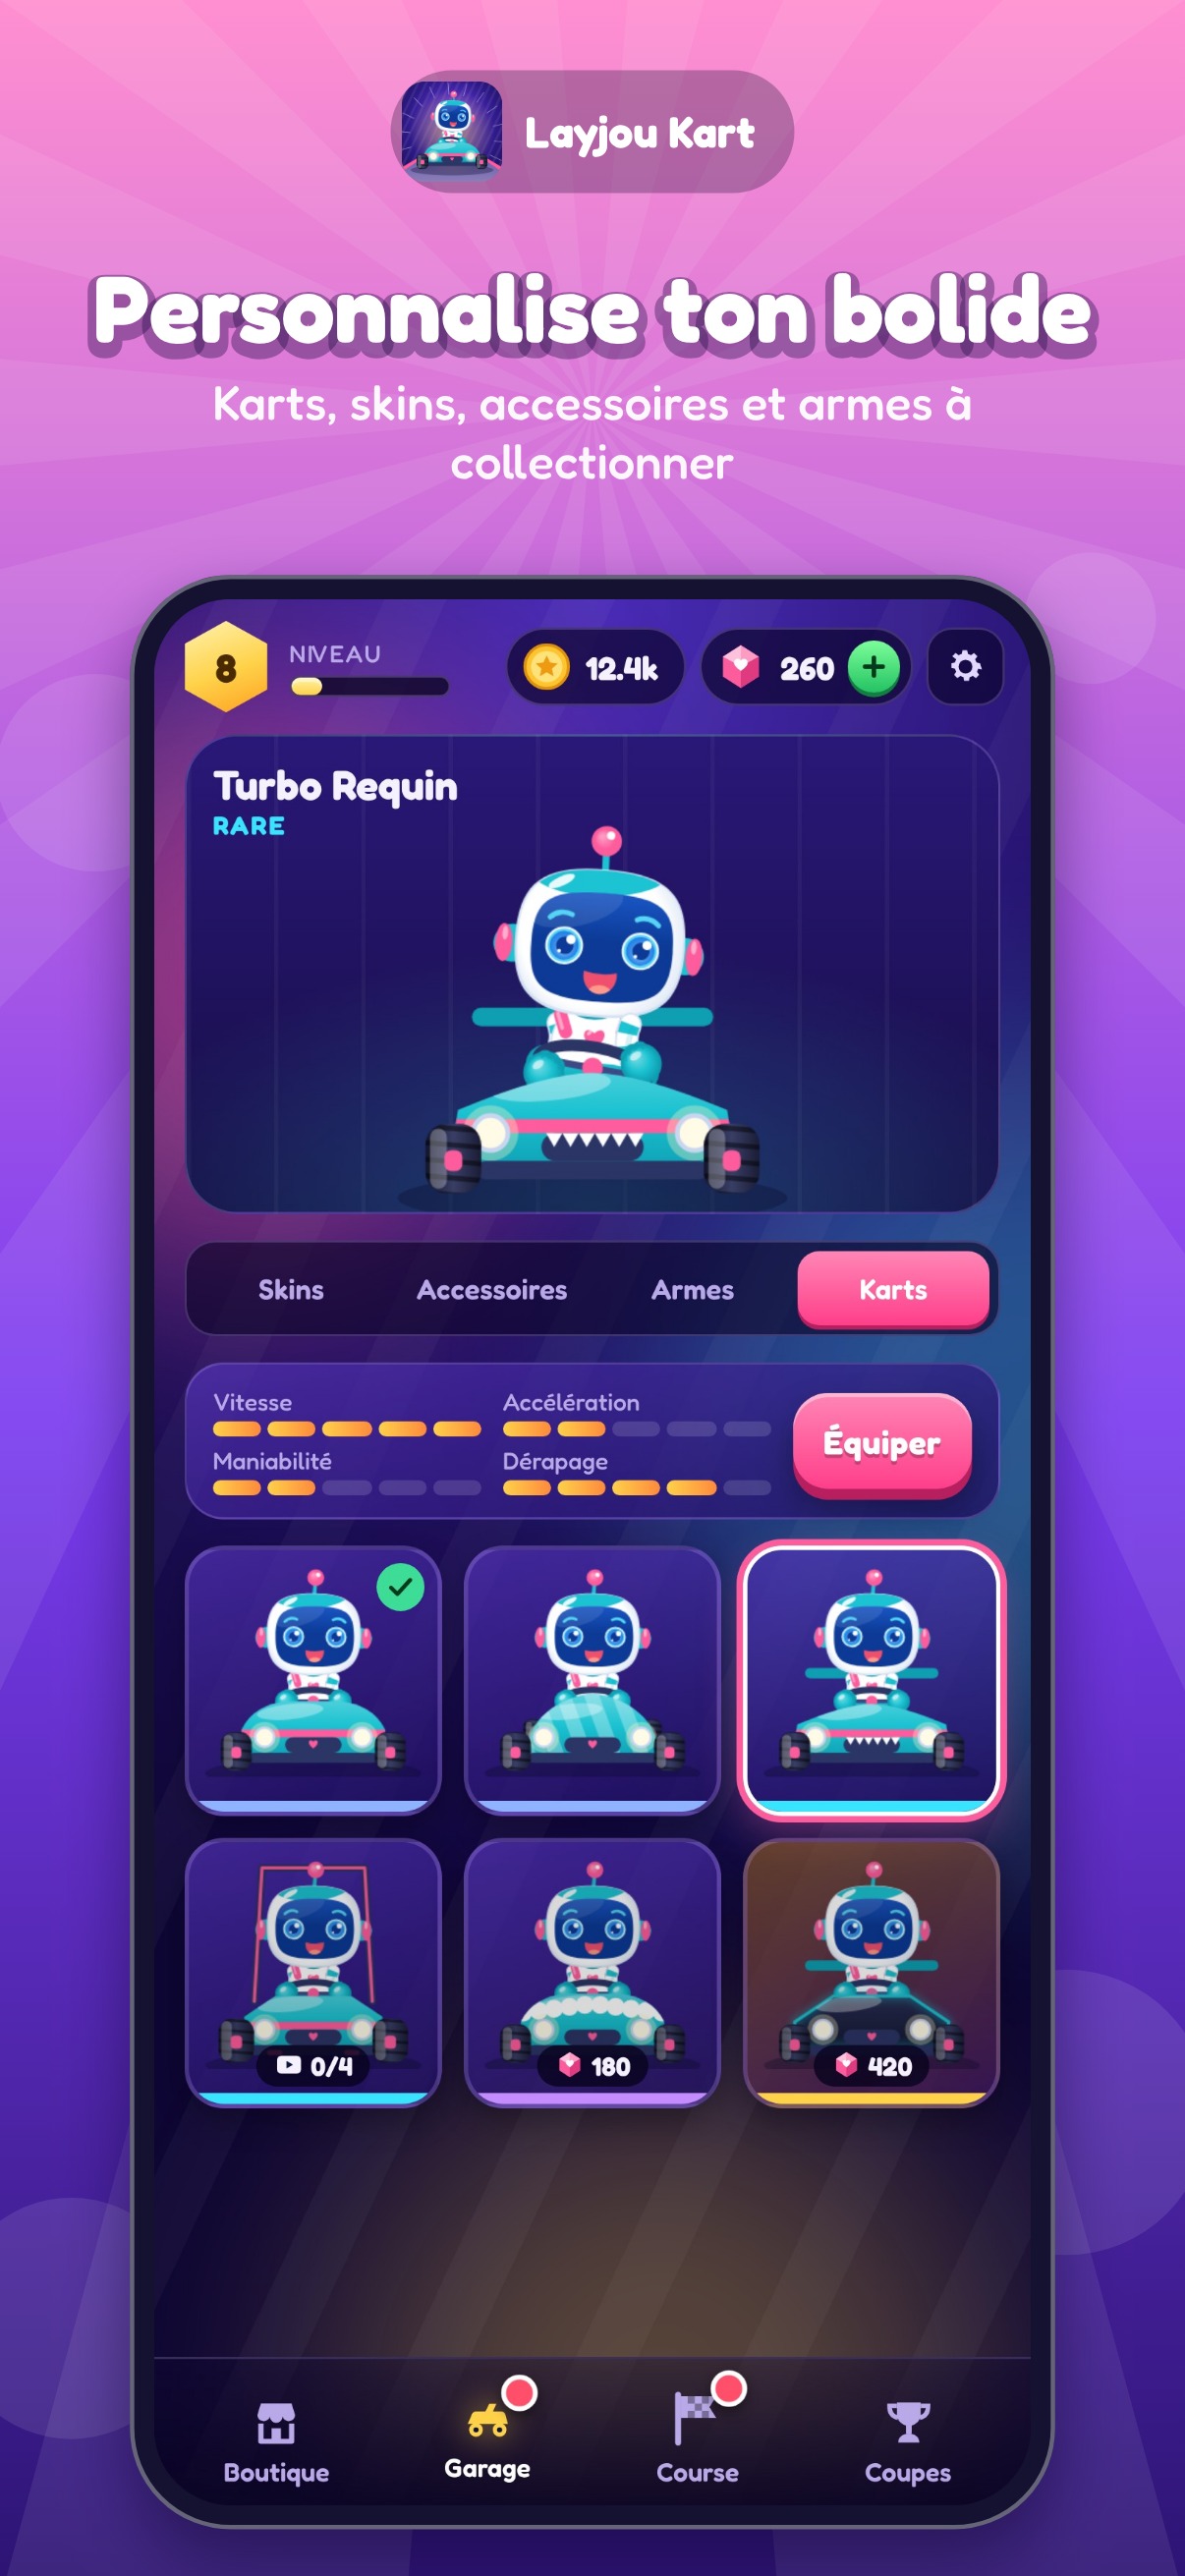 Layjou Kart
Personnalise ton bolide
Karts, skins, accessoires et armes à
collectionner
8
NIVEAU
12.4k
260
Turbo Requin
RARE
Skins
Accessoires
Armes
Karts
Vitesse
Accélération
Maniabilité
Dérapage
Équiper
0/4
180
420
Boutique
Garage
Course
Coupes